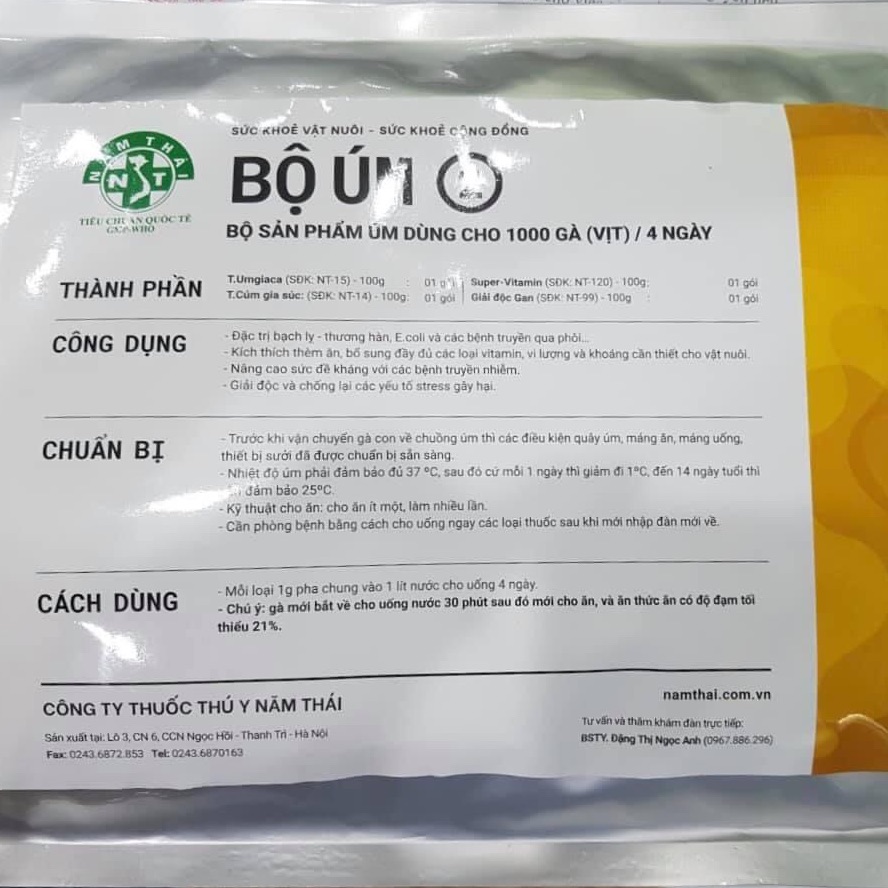 SỨC KHOẺ VẬT NUÔI - SỨC KHOẺ CỘNG ĐỒNG
NĂM THÁI
NST
TIÊU CHUẨN QUỐC TẾ
GMP-WHO
BỘ ÚM
BỘ SẢN PHẨM ÚM DÙNG CHO 1000 GÀ (VỊT) / 4 NGÀY
THÀNH PHẦN
T.Umgiaca (SĐK: NT-15) - 100g : 01 gói
T.Cúm gia súc: (SĐK: NT-14) - 100g: 01 gói
Super-Vitamin (SĐK: NT-120) - 100g: 01 gói
Giải độc Gan (SĐK: NT-99) - 100g : 01 gói
CÔNG DỤNG
- Đặc trị bạch lỵ - thương hàn, E.coli và các bệnh truyền qua phôi...
- Kích thích thèm ăn, bổ sung đầy đủ các loại vitamin, vi lượng và khoáng cần thiết cho vật nuôi.
- Nâng cao sức đề kháng với các bệnh truyền nhiễm.
- Giải độc và chống lại các yếu tố stress gây hại.
CHUẨN BỊ
- Trước khi vận chuyển gà con về chuồng úm thì các điều kiện quây úm, máng ăn, máng uống,
thiết bị sưởi đã được chuẩn bị sẵn sàng.
- Nhiệt độ úm phải đảm bảo đủ 37 ºC, sau đó cứ mỗi 1 ngày thì giảm đi 1ºC, đến 14 ngày tuổi thì
đảm bảo 25ºC.
- Kỹ thuật cho ăn: cho ăn ít một, làm nhiều lần.
- Cần phòng bệnh bằng cách cho uống ngay các loại thuốc sau khi mới nhập đàn mới về.
CÁCH DÙNG
- Mỗi loại 1g pha chung vào 1 lít nước cho uống 4 ngày.
- Chú ý: gà mới bắt về cho uống nước 30 phút sau đó mới cho ăn, và ăn thức ăn có độ đạm tối
thiểu 21%.
CÔNG TY THUỐC THÚ Y NĂM THÁI
Sản xuất tại: Lô 3, CN 6, CCN Ngọc Hồi - Thanh Trì - Hà Nội
Fax: 0243.6872.853 Tel: 0243.6870163
namthai.com.vn
Tư vấn và thăm khám đàn trực tiếp:
BSTY. Đặng Thị Ngọc Anh (0967.886.296)